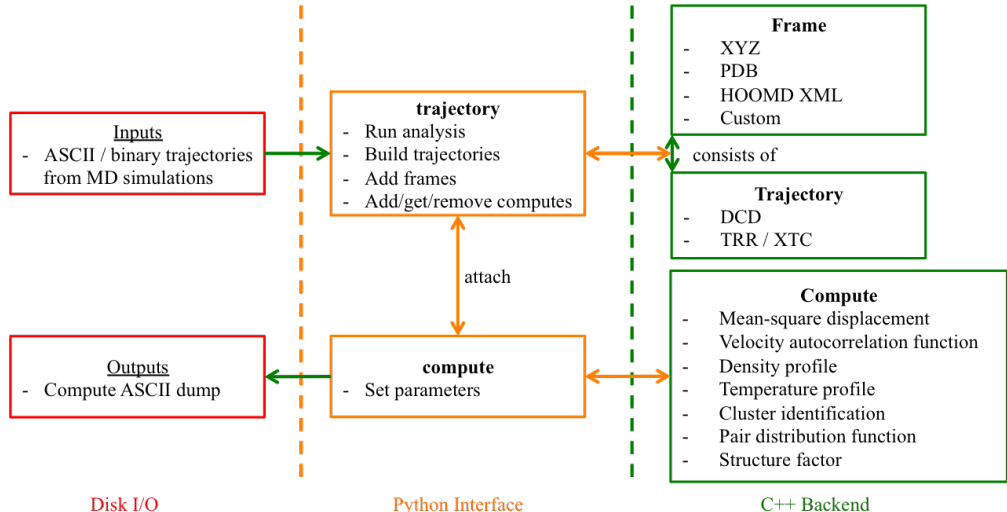 Inputs
- ASCII / binary trajectories
from MD simulations
trajectory
- Run analysis
- Build trajectories
- Add frames
- Add/get/remove computes
Frame
- XYZ
- PDB
- HOOMD XML
- Custom
consists of
Trajectory
- DCD
- TRR / XTC
attach
Outputs
- Compute ASCII dump
compute
- Set parameters
Compute
- Mean-square displacement
- Velocity autocorrelation function
- Density profile
- Temperature profile
- Cluster identification
- Pair distribution function
- Structure factor
Disk I/O
Python Interface
C++ Backend